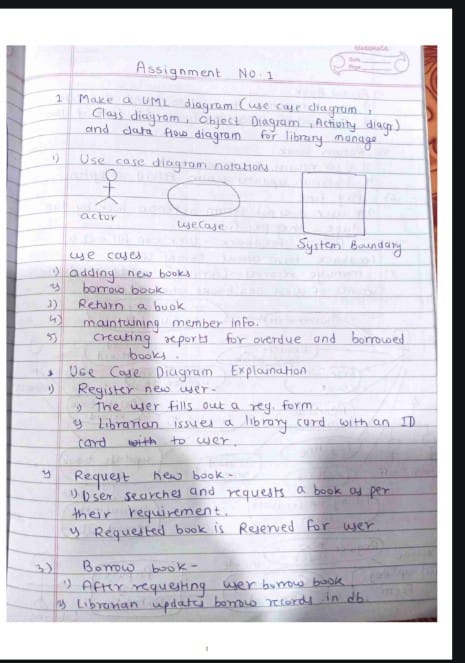 classmate
Date
Page
Assignment No. 1
1 Make a UML diagram (use case diagram,
Class diagram, Object Diagram, Activity diagr)
and data flow diagram for library manage
1) Use case diagram notations
actor
usecase
System Boundary
use cases
1) adding new books
2) borrow book
3) Return a book
4) maintaining member info.
5) creating reports for overdue and borrowed
books.
Use Case Diagram Explaination
1) Register new user-
1) The user fills out a reg. form.
2) Librarian issues a library card with an ID
card with to user.
2) Request new book-
1) User searches and requests a book as per
their requirement.
2) Requested book is Reserved for user
3) Borrow book-
1) After requesting user borrow book
2) Librarian updates borrow records in db.
1